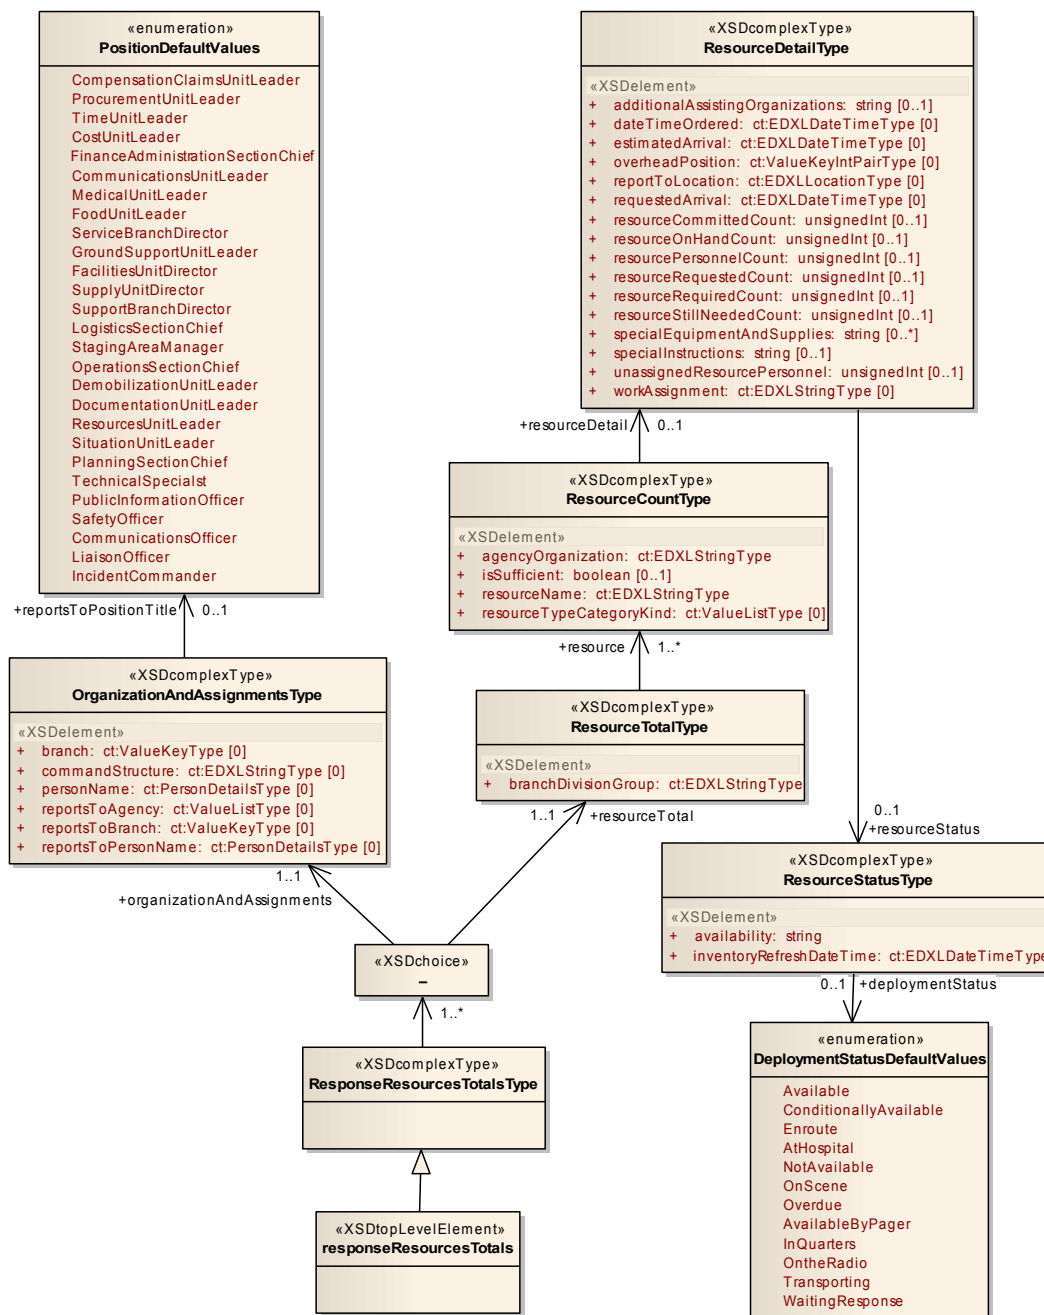 «enumeration»
PositionDefaultValues
CompensationClaimsUnitLeader
ProcurementUnitLeader
TimeUnitLeader
CostUnitLeader
FinanceAdministrationSectionChief
CommunicationsUnitLeader
MedicalUnitLeader
FoodUnitLeader
ServiceBranchDirector
GroundSupportUnitLeader
FacilitiesUnitDirector
SupplyUnitDirector
SupportBranchDirector
LogisticsSectionChief
StagingAreaManager
OperationsSectionChief
DemobilizationUnitLeader
DocumentationUnitLeader
ResourcesUnitLeader
SituationUnitLeader
PlanningSectionChief
TechnicalSpecialst
PublicInformationOfficer
SafetyOfficer
CommunicationsOfficer
LiaisonOfficer
IncidentCommander
+reportsToPositionTitle 0..1
«XSDcomplexType»
OrganizationAndAssignmentsType
«XSDelement»
+ branch: ct:ValueKeyType [0]
+ commandStructure: ct:EDXLStringType [0]
+ personName: ct:PersonDetailsType [0]
+ reportsToAgency: ct:ValueListType [0]
+ reportsToBranch: ct:ValueKeyType [0]
+ reportsToPersonName: ct:PersonDetailsType [0]
1..1
+organizationAndAssignments
«XSDcomplexType»
ResourceDetailType
«XSDelement»
+ additionalAssistingOrganizations: string [0..1]
+ dateTimeOrdered: ct:EDXLDateTimeType [0]
+ estimatedArrival: ct:EDXLDateTimeType [0]
+ overheadPosition: ct:ValueKeyIntPairType [0]
+ reportToLocation: ct:EDXLLocationType [0]
+ requestedArrival: ct:EDXLDateTimeType [0]
+ resourceCommittedCount: unsignedInt [0..1]
+ resourceOnHandCount: unsignedInt [0..1]
+ resourcePersonnelCount: unsignedInt [0..1]
+ resourceRequestedCount: unsignedInt [0..1]
+ resourceRequiredCount: unsignedInt [0..1]
+ resourceStillNeededCount: unsignedInt [0..1]
+ specialEquipmentAndSupplies: string [0..*]
+ specialInstructions: string [0..1]
+ unassignedResourcePersonnel: unsignedInt [0..1]
+ workAssignment: ct:EDXLStringType [0]
+resourceDetail 0..1
«XSDcomplexType»
ResourceCountType
«XSDelement»
+ agencyOrganization: ct:EDXLStringType
+ isSufficient: boolean [0..1]
+ resourceName: ct:EDXLStringType
+ resourceTypeCategoryKind: ct:ValueListType [0]
+resource 1..*
«XSDcomplexType»
ResourceTotalType
«XSDelement»
+ branchDivisionGroup: ct:EDXLStringType
1..1 +resourceTotal
0..1
+resourceStatus
«XSDcomplexType»
ResourceStatusType
«XSDelement»
+ availability: string
+ inventoryRefreshDateTime: ct:EDXLDateTimeType
0..1 +deploymentStatus
«enumeration»
DeploymentStatusDefaultValues
Available
ConditionallyAvailable
Enroute
AtHospital
NotAvailable
OnScene
Overdue
AvailableByPager
InQuarters
OntheRadio
Transporting
WaitingResponse
«XSDchoice»
–
1..*
«XSDcomplexType»
ResponseResourcesTotalsType
«XSDtopLevelElement»
responseResourcesTotals